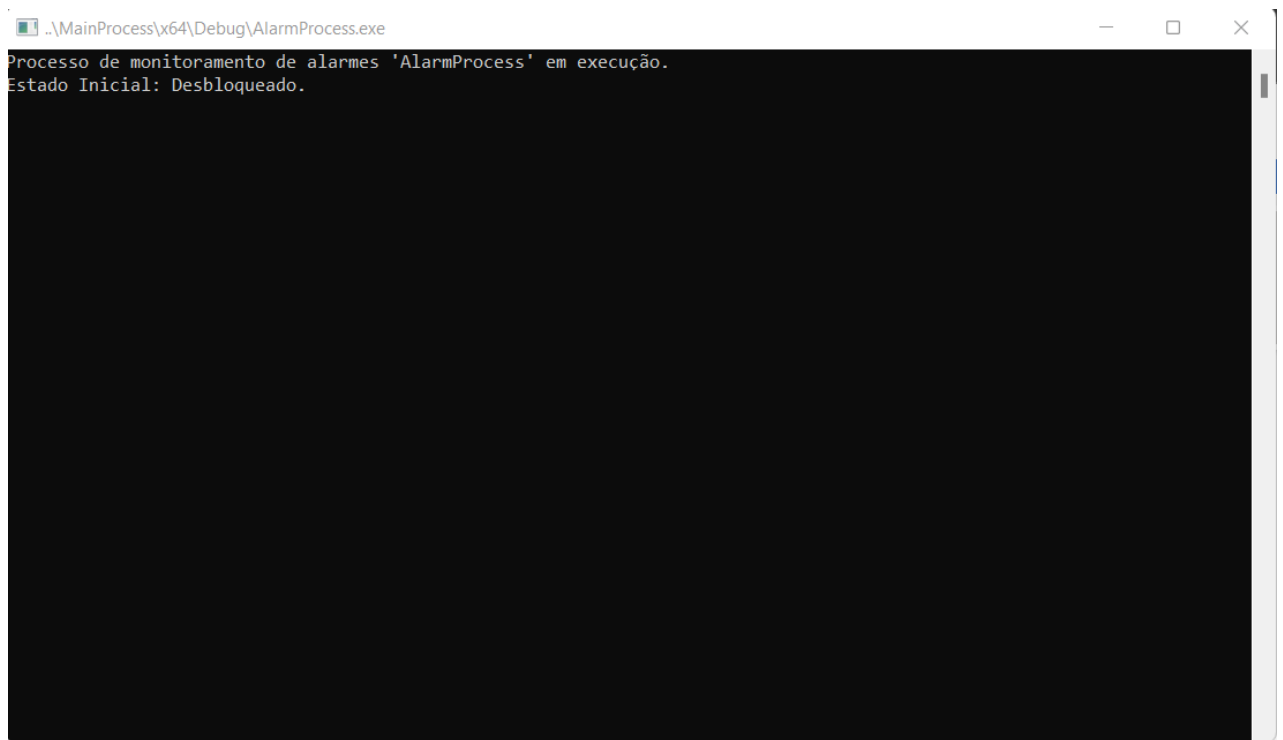 ..\MainProcess\x64\Debug\AlarmProcess.exe
Processo de monitoramento de alarmes 'AlarmProcess' em execução.
Estado Inicial: Desbloqueado.